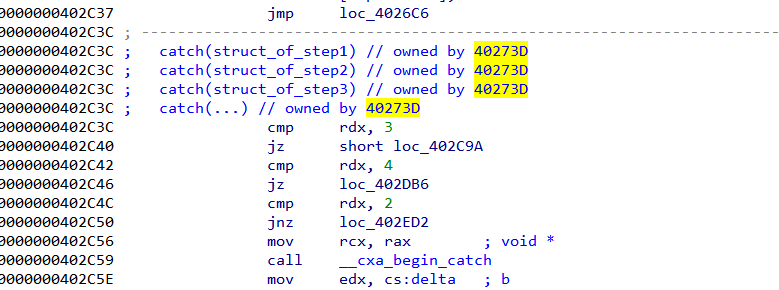 0000000402C37 jmp loc_4026C6
0000000402C3C ; ---------------------------------------------------------------------------
0000000402C3C ; catch(struct_of_step1) // owned by 40273D
0000000402C3C ; catch(struct_of_step2) // owned by 40273D
0000000402C3C ; catch(struct_of_step3) // owned by 40273D
0000000402C3C ; catch(...) // owned by 40273D
0000000402C3C cmp rdx, 3
0000000402C40 jz short loc_402C9A
0000000402C42 cmp rdx, 4
0000000402C46 jz loc_402DB6
0000000402C4C cmp rdx, 2
0000000402C50 jnz loc_402ED2
0000000402C56 mov rcx, rax ; void *
0000000402C59 call __cxa_begin_catch
0000000402C5E mov edx, cs:delta ; b